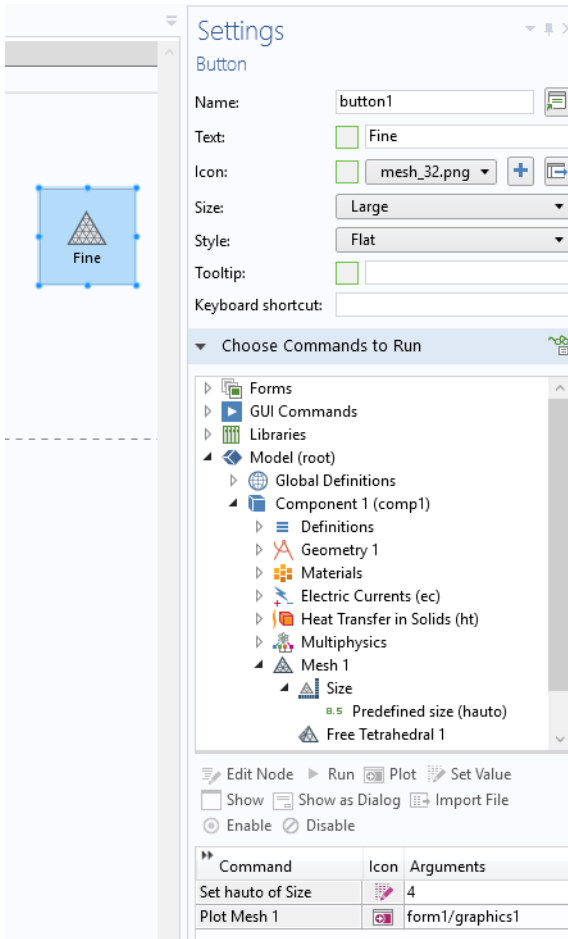 Settings
Button
Name: button1
Text: Fine
Icon: mesh_32.png
Size: Large
Style: Flat
Tooltip:
Keyboard shortcut:
Fine
Choose Commands to Run
Forms
GUI Commands
Libraries
Model (root)
Global Definitions
Component 1 (comp1)
Definitions
Geometry 1
Materials
Electric Currents (ec)
Heat Transfer in Solids (ht)
Multiphysics
Mesh 1
Size
8.5 Predefined size (hauto)
Free Tetrahedral 1
Edit Node Run Plot Set Value
Show Show as Dialog Import File
Enable Disable
Command Icon Arguments
Set hauto of Size 4
Plot Mesh 1 form1/graphics1